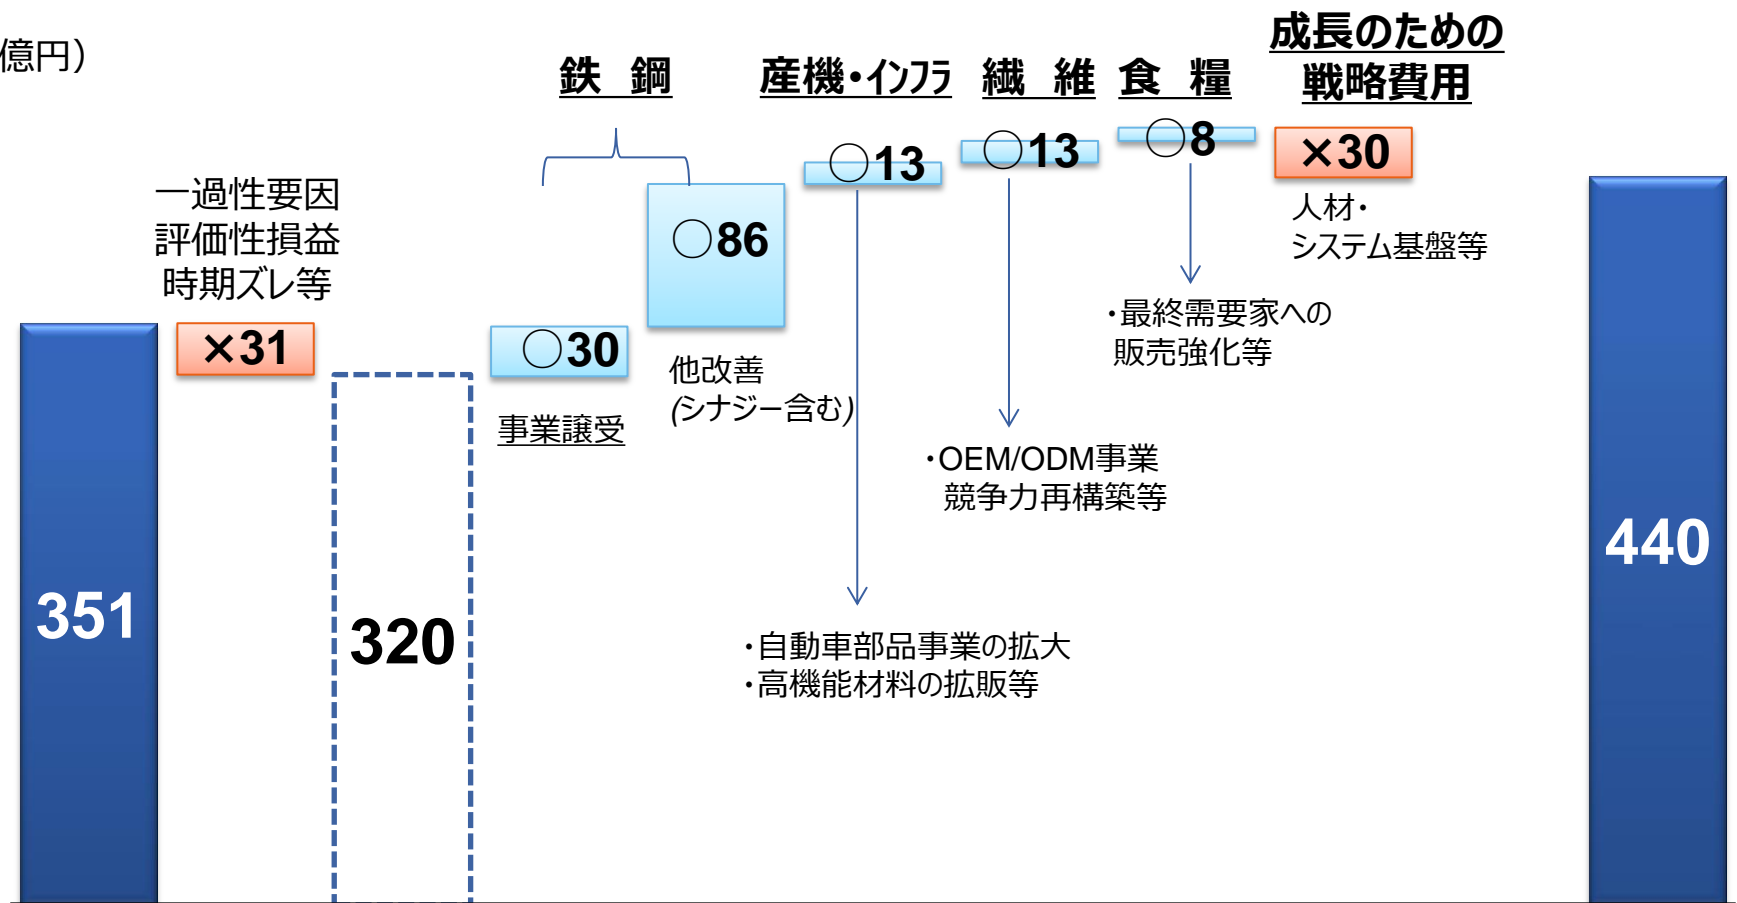 億円）
鉄　鋼
産機・インフラ
繊　維
食　糧
成長のための
戦略費用
一過性要因
評価性損益
時期ズレ等
351
×31
320
○30
事業譲受
○86
他改善
(シナジー含む)
○13
・自動車部品事業の拡大
・高機能材料の拡販等
○13
・OEM/ODM事業
競争力再構築等
○8
・最終需要家への
販売強化等
×30
人材・
システム基盤等
440